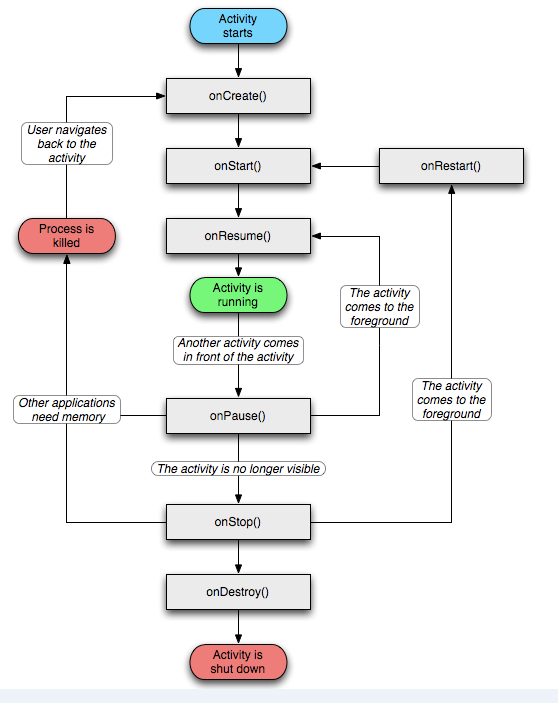 Activity
starts
onCreate()
User navigates
back to the
activity
onStart()
onRestart()
Process is
killed
onResume()
Activity is
running
The activity
comes to the
foreground
Another activity comes
in front of the activity
The activity
comes to the
foreground
Other applications
need memory
onPause()
The activity is no longer visible
onStop()
onDestroy()
Activity is
shut down